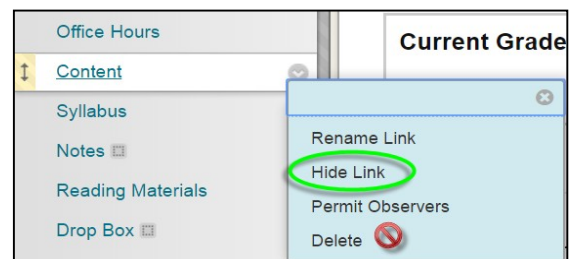 Office Hours
Content
Syllabus
Notes
Reading Materials
Drop Box
Current Grade
Rename Link
Hide Link
Permit Observers
Delete